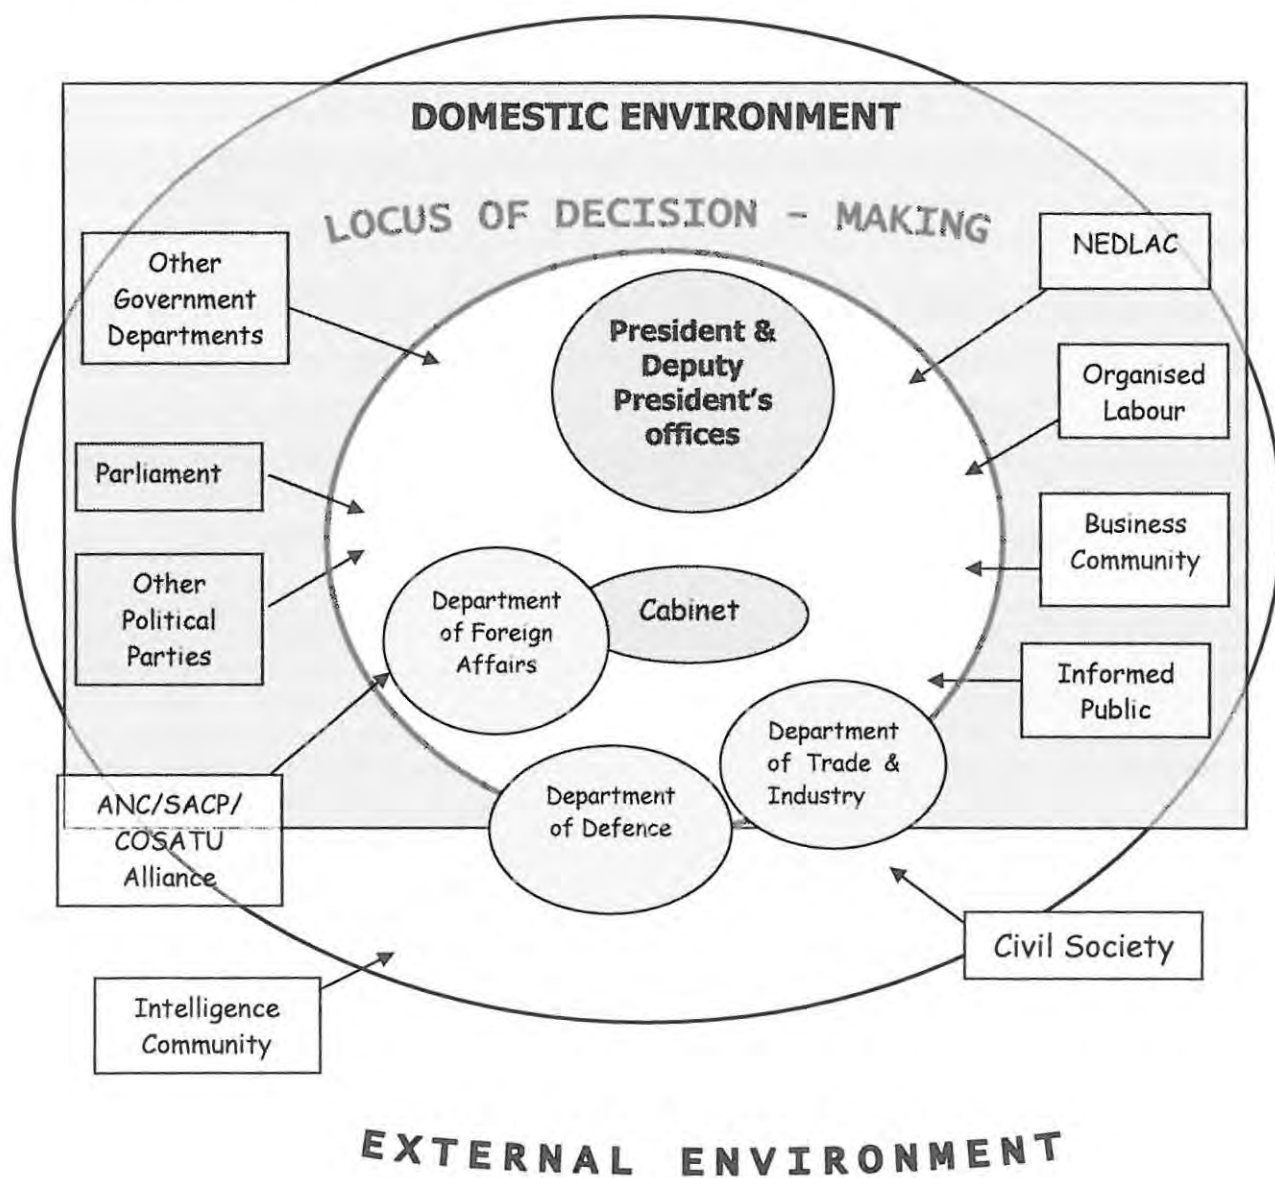 DOMESTIC ENVIRONMENT
LOCUS OF DECISION - MAKING
Other
Government
Departments
NEDLAC
President &
Deputy
President's
offices
Organised
Labour
Parliament
Business
Community
Other
Political
Parties
Department
of Foreign
Affairs
Cabinet
Informed
Public
Department
of Trade &
Industry
ANC/SACP/
COSATU
Alliance
Department
of Defence
Civil Society
Intelligence
Community
EXTERNAL ENVIRONMENT